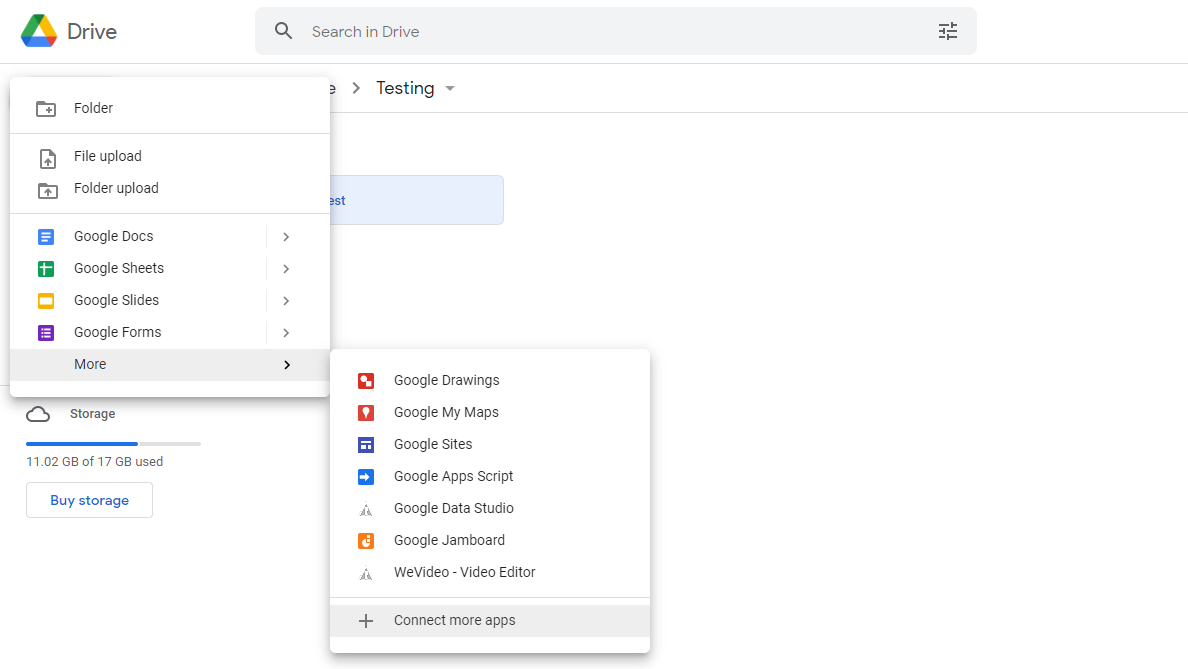 Drive
Search in Drive
Testing
Folder
File upload
Folder upload
Google Docs
Google Sheets
Google Slides
Google Forms
More
Google Drawings
Google My Maps
Google Sites
Google Apps Script
Google Data Studio
Google Jamboard
WeVideo - Video Editor
Connect more apps
Storage
11.02 GB of 17 GB used
Buy storage